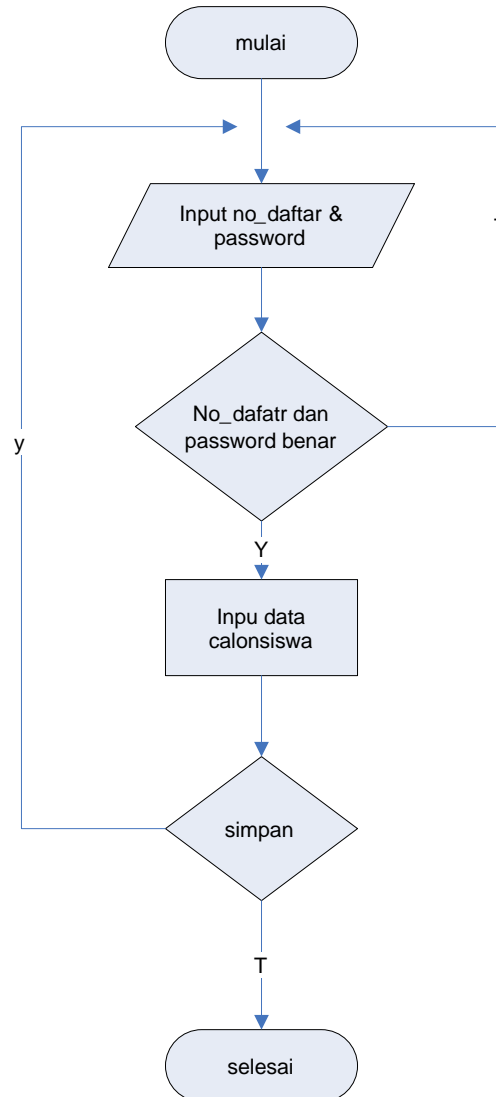 mulai
Input no_daftar &
password
No_dafatr dan
password benar
y
Y
Inpu data
calonsiswa
simpan
T
selesai